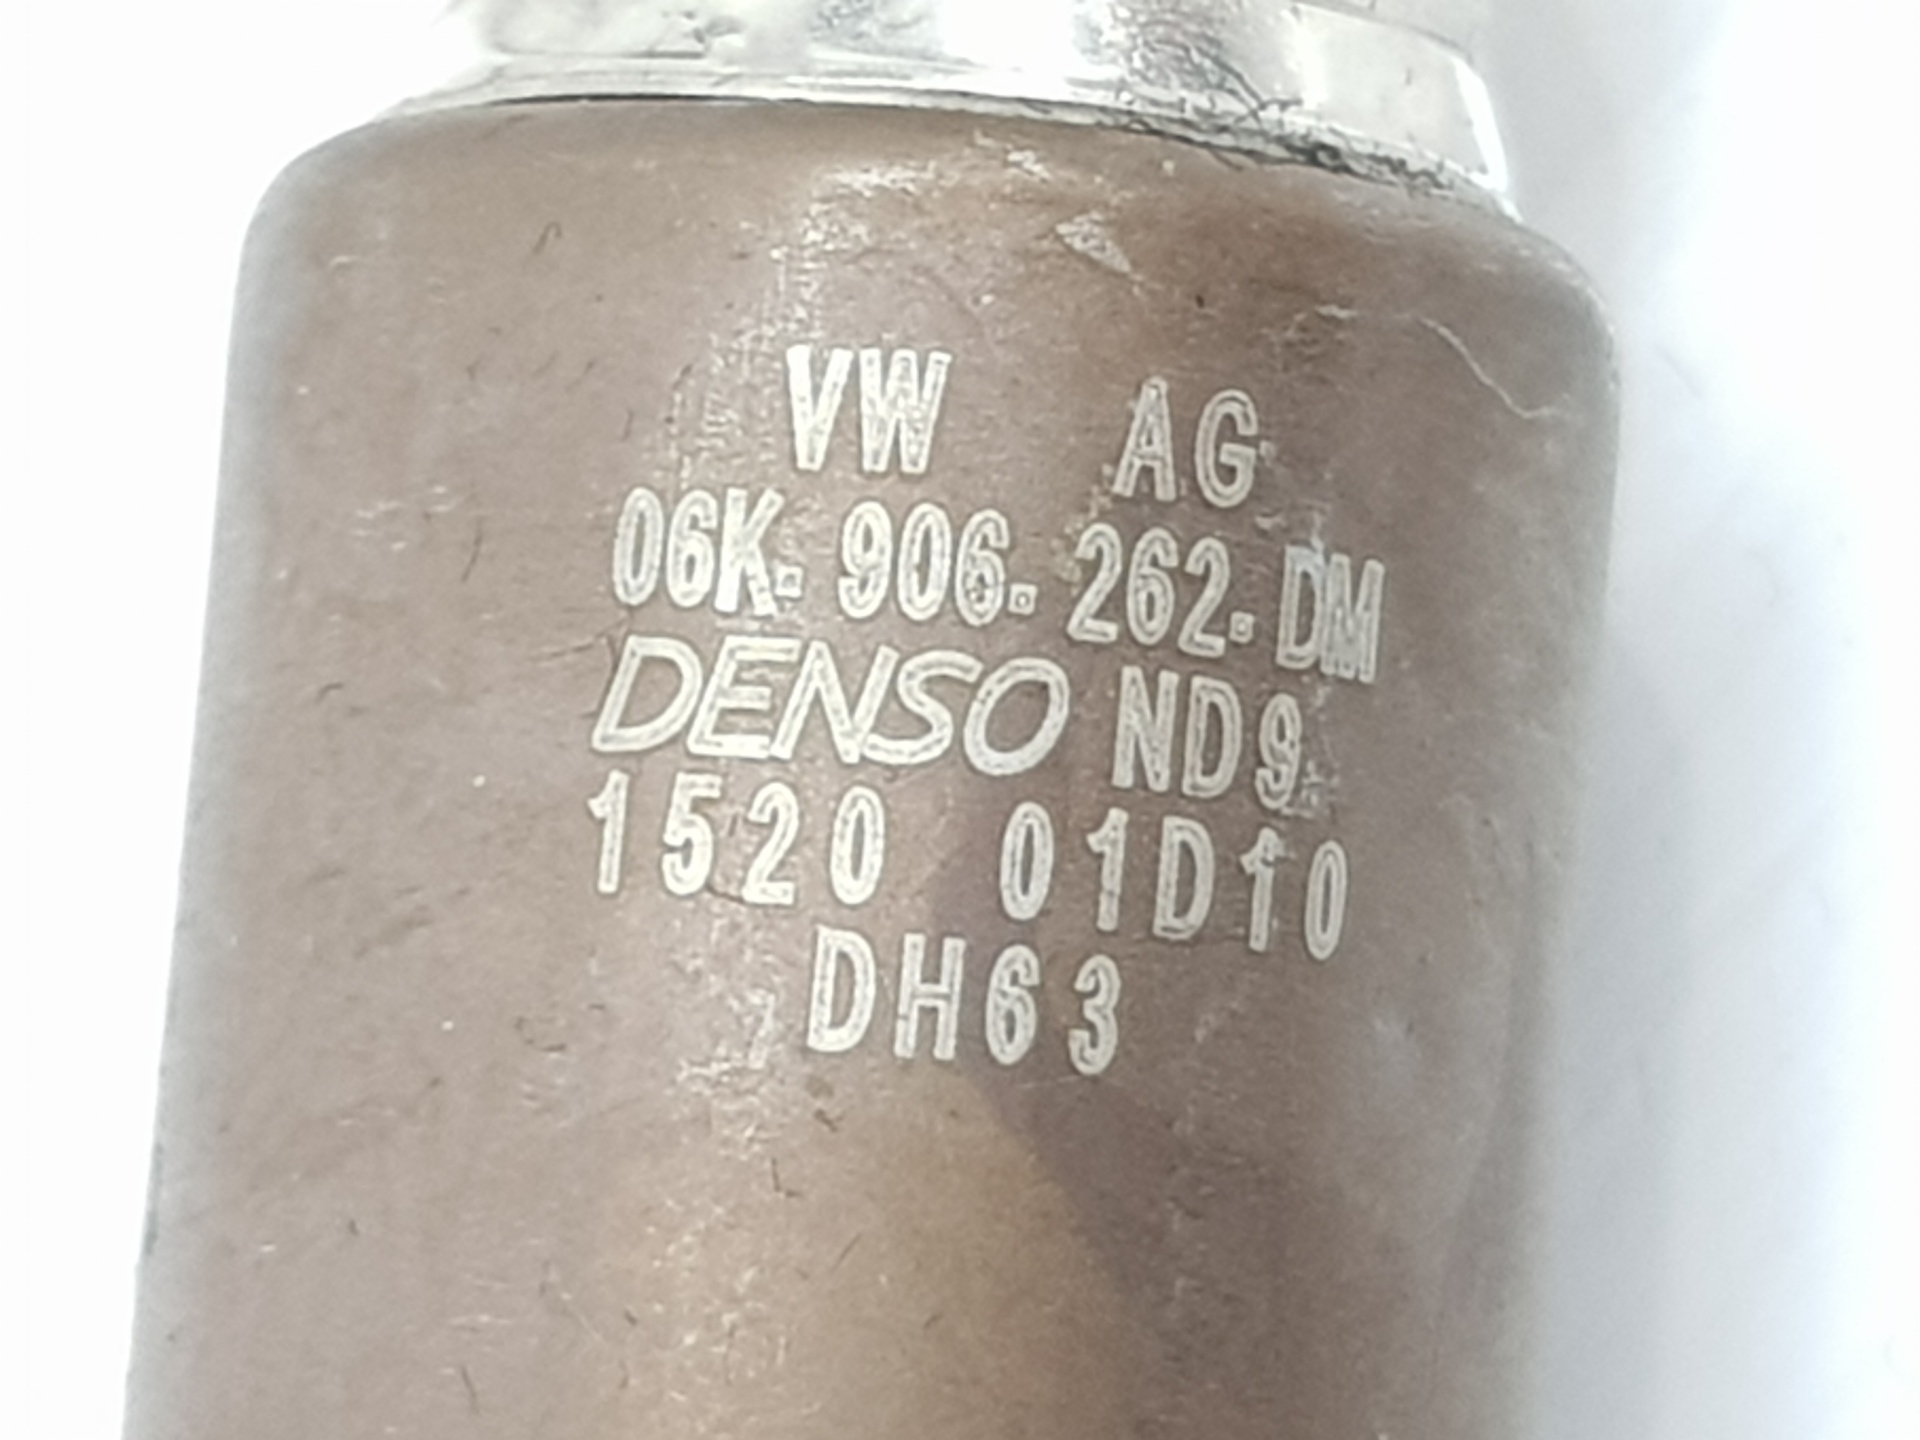 VW AG
06K. 906. 262. DM
DENSO ND9
1520 01D10
DH63